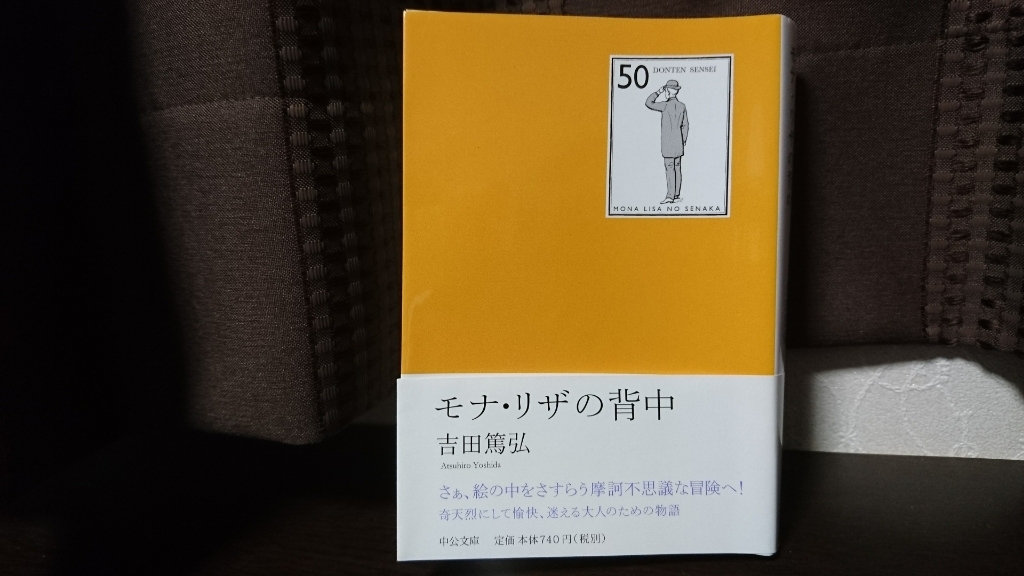 50 DONTEN SENSEI
MONA LISA NO SENAKA
モナ・リザの背中
吉田篤弘
Atsuhiro Yoshida
さぁ、絵の中をさすらう摩訶不思議な冒険へ!
奇天烈にして愉快、迷える大人のための物語
中公文庫 定価 本体740円(税別)